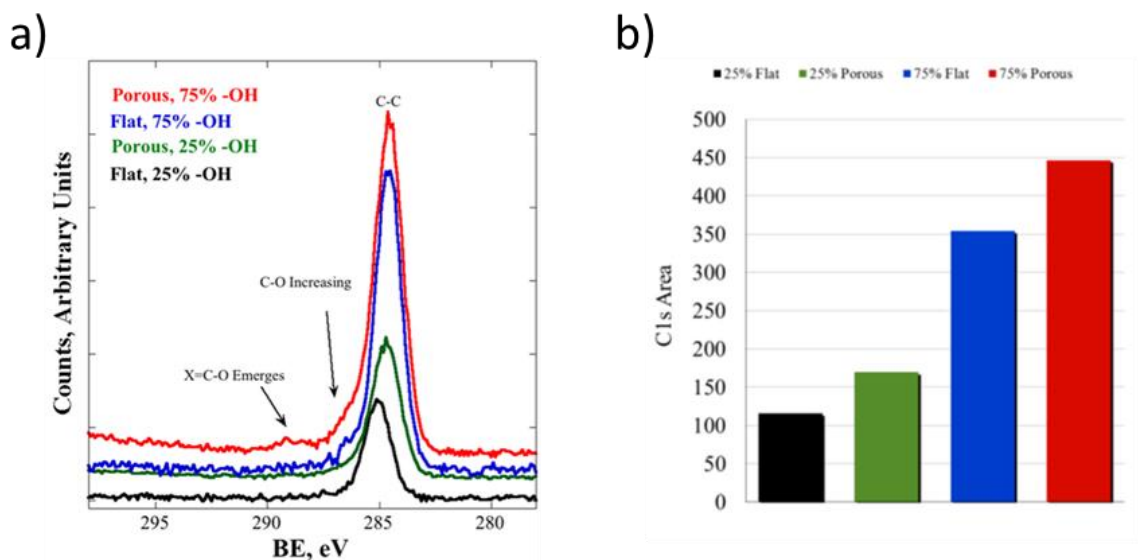 a)
Porous, 75% -OH
Flat, 75% -OH
Porous, 25% -OH
Flat, 25% -OH
C-C
C-O Increasing
X=C-O Emerges
Counts, Arbitrary Units
295
290
285
280
BE, eV
b)
25% Flat 25% Porous 75% Flat 75% Porous
500
450
400
350
300
250
200
150
100
50
0
C1s Area